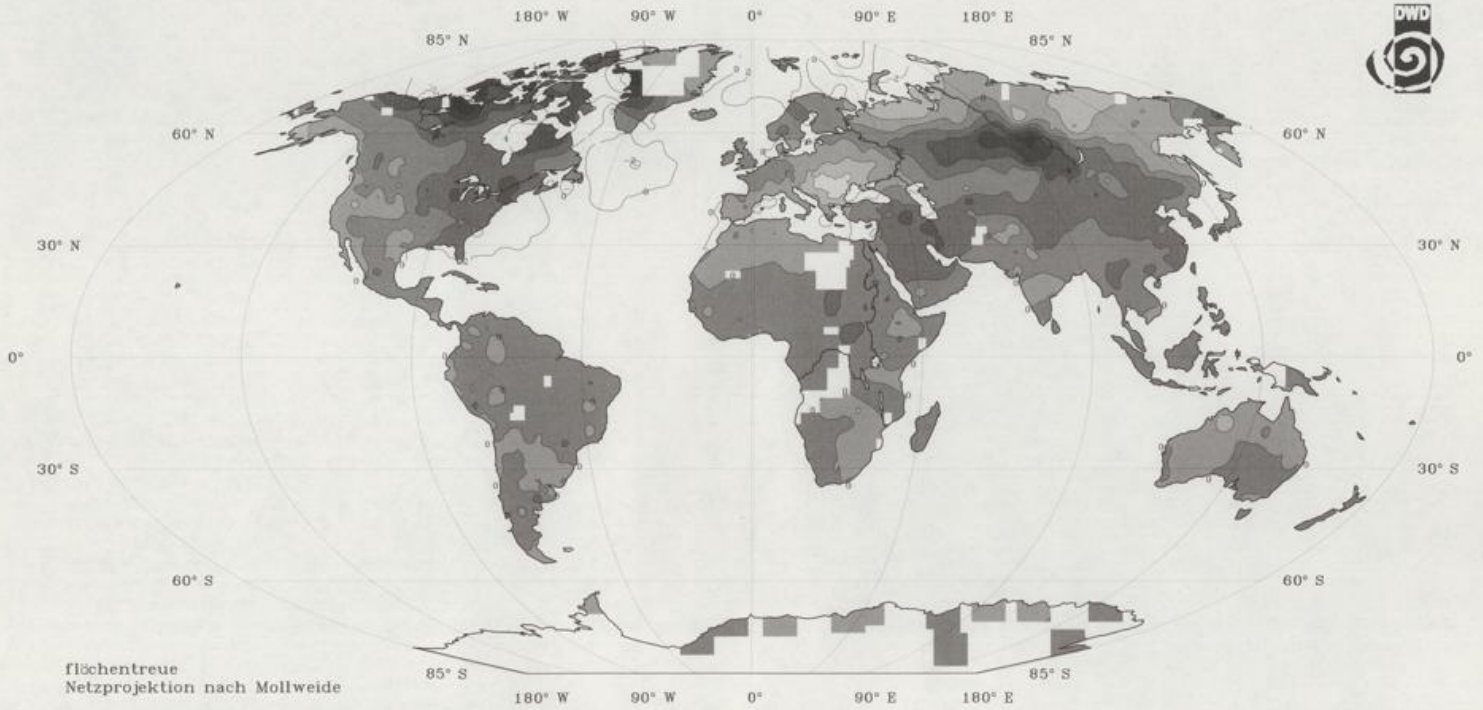 180° W 90° W 0° 90° E 180° E
DWD
85° N 85° N
60° N 60° N
30° N 30° N
0° 0°
30° S 30° S
60° S 60° S
flächentreue
85° S 85° S
Netzprojektion nach Mollweide
180° W 90° W 0° 90° E 180° E